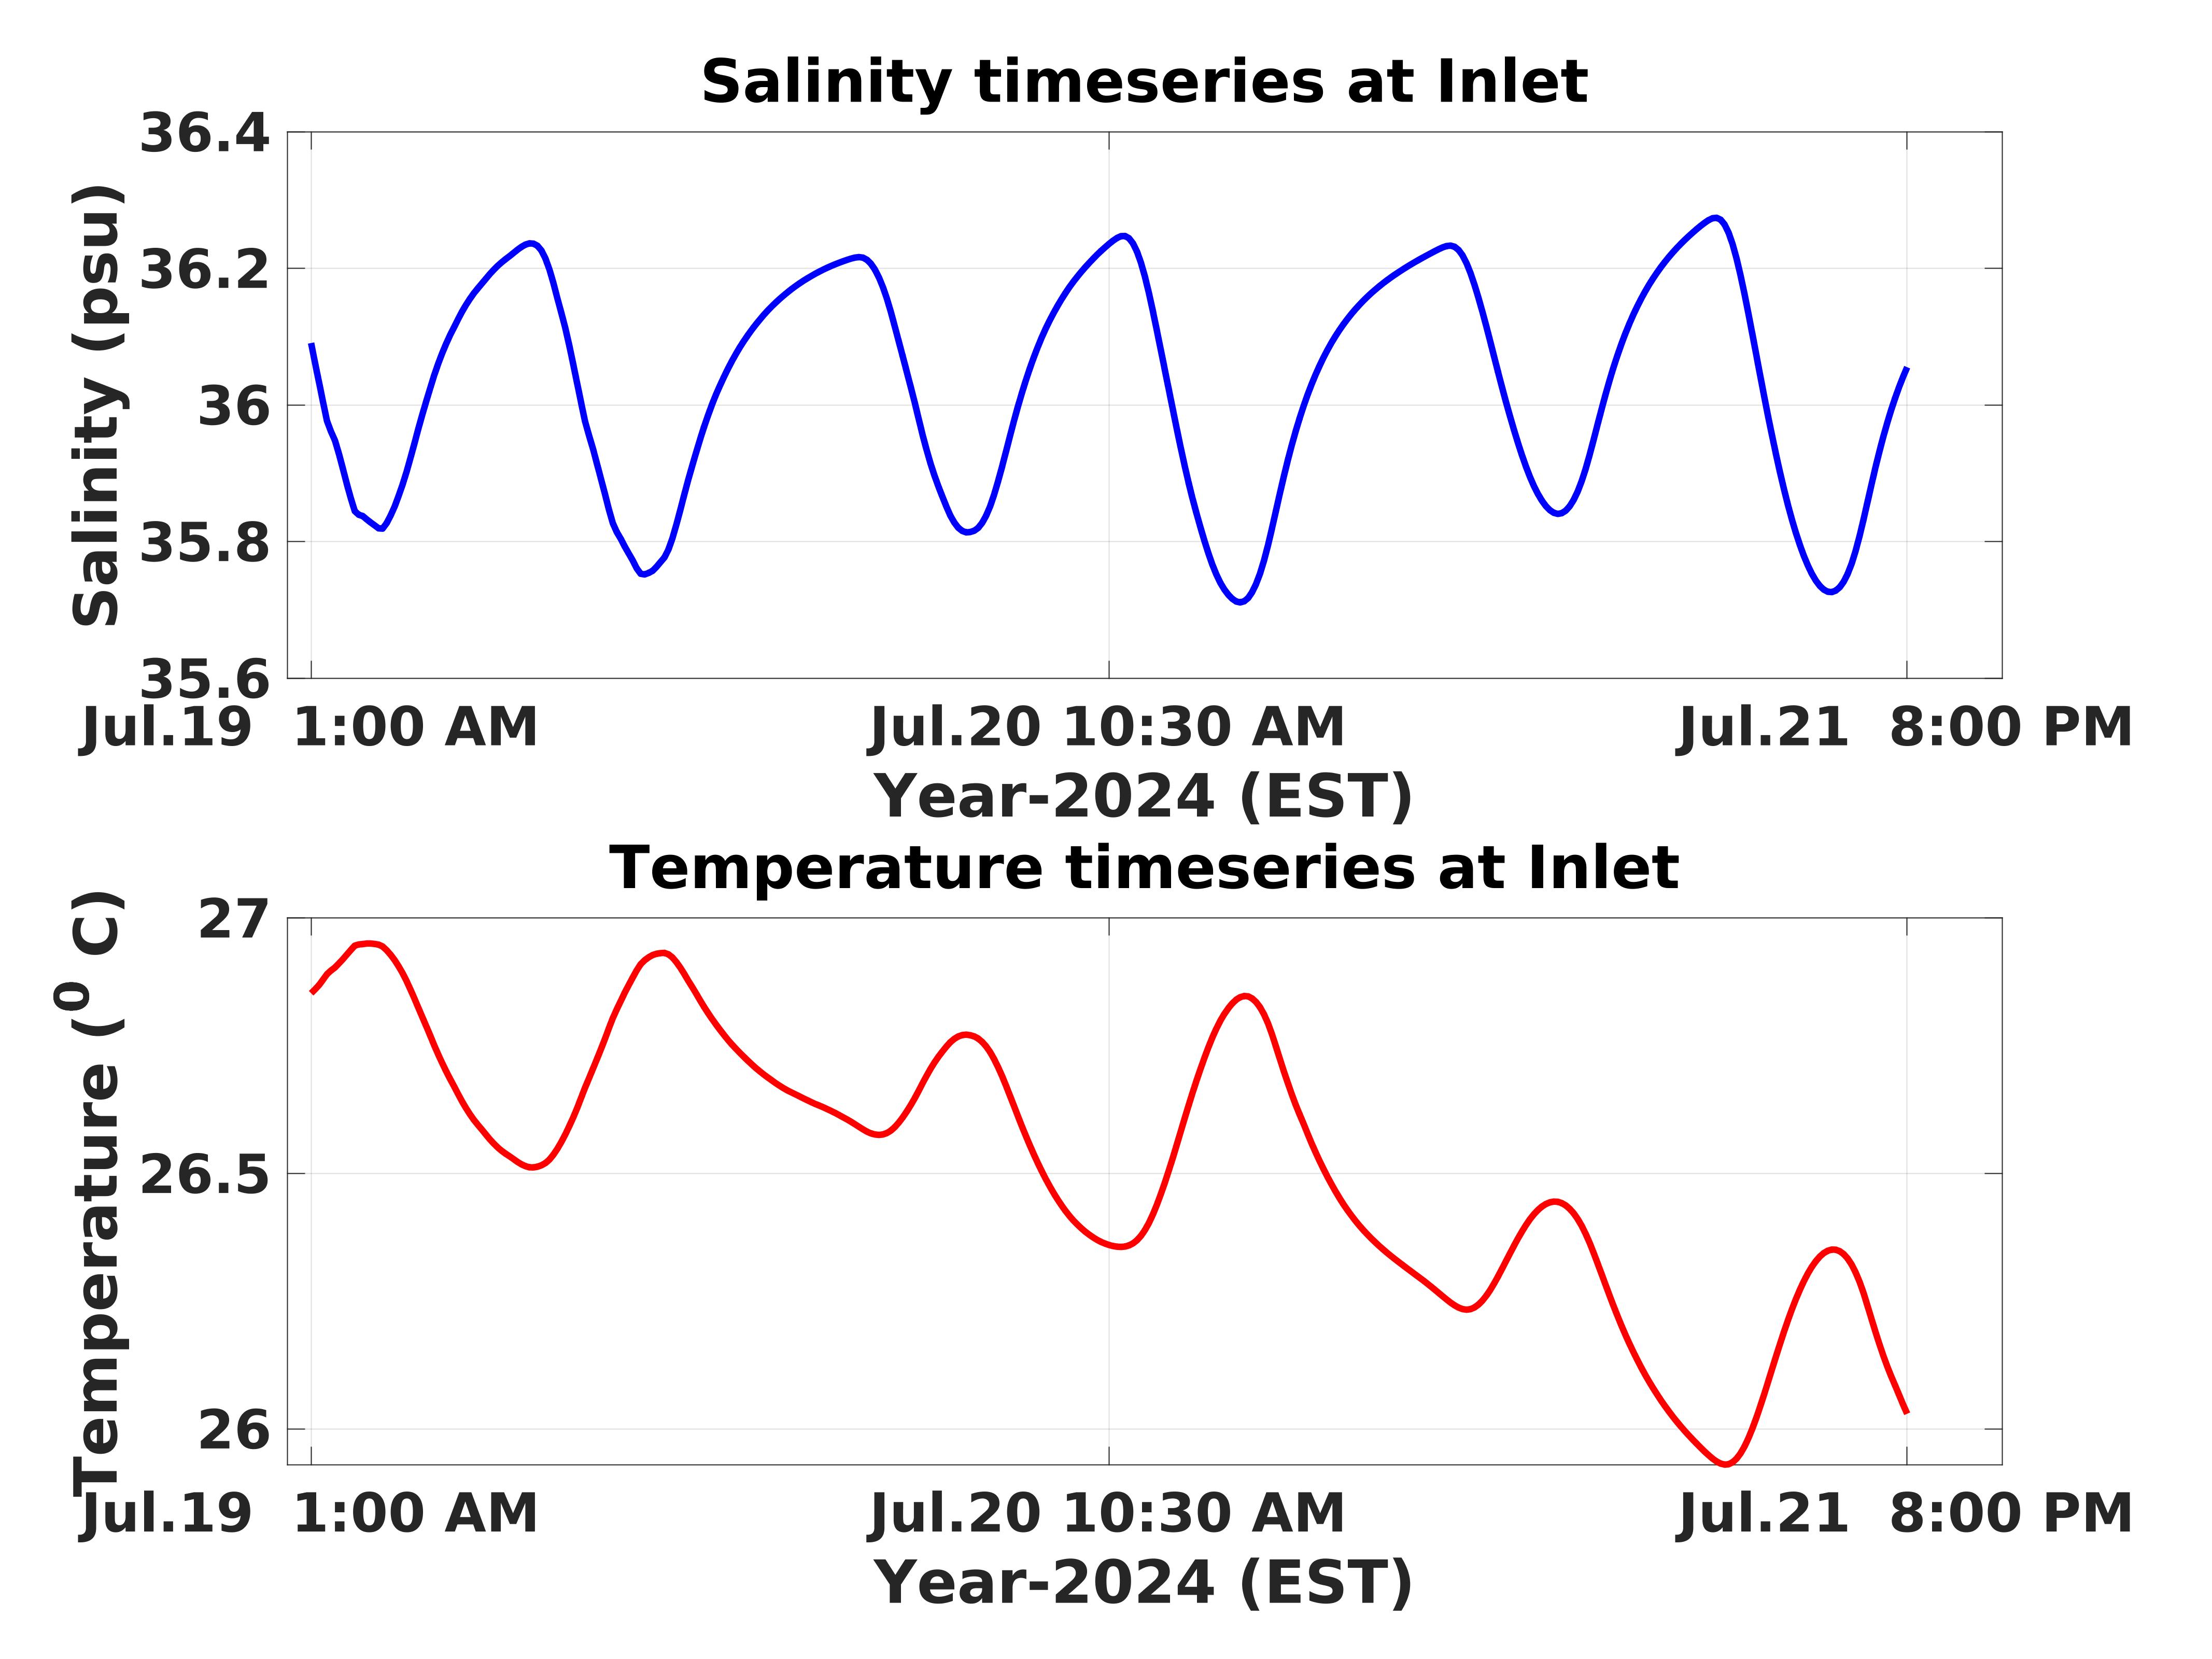 Salinity timeseries at Inlet
Salinity (psu)
36.4
36.2
36
35.8
35.6
Jul.19  1:00 AM Jul.20 10:30 AM Jul.21  8:00 PM
Year-2024 (EST)
Temperature timeseries at Inlet
Temperature (⁰ C)
27
26.5
26
Jul.19  1:00 AM Jul.20 10:30 AM Jul.21  8:00 PM
Year-2024 (EST)